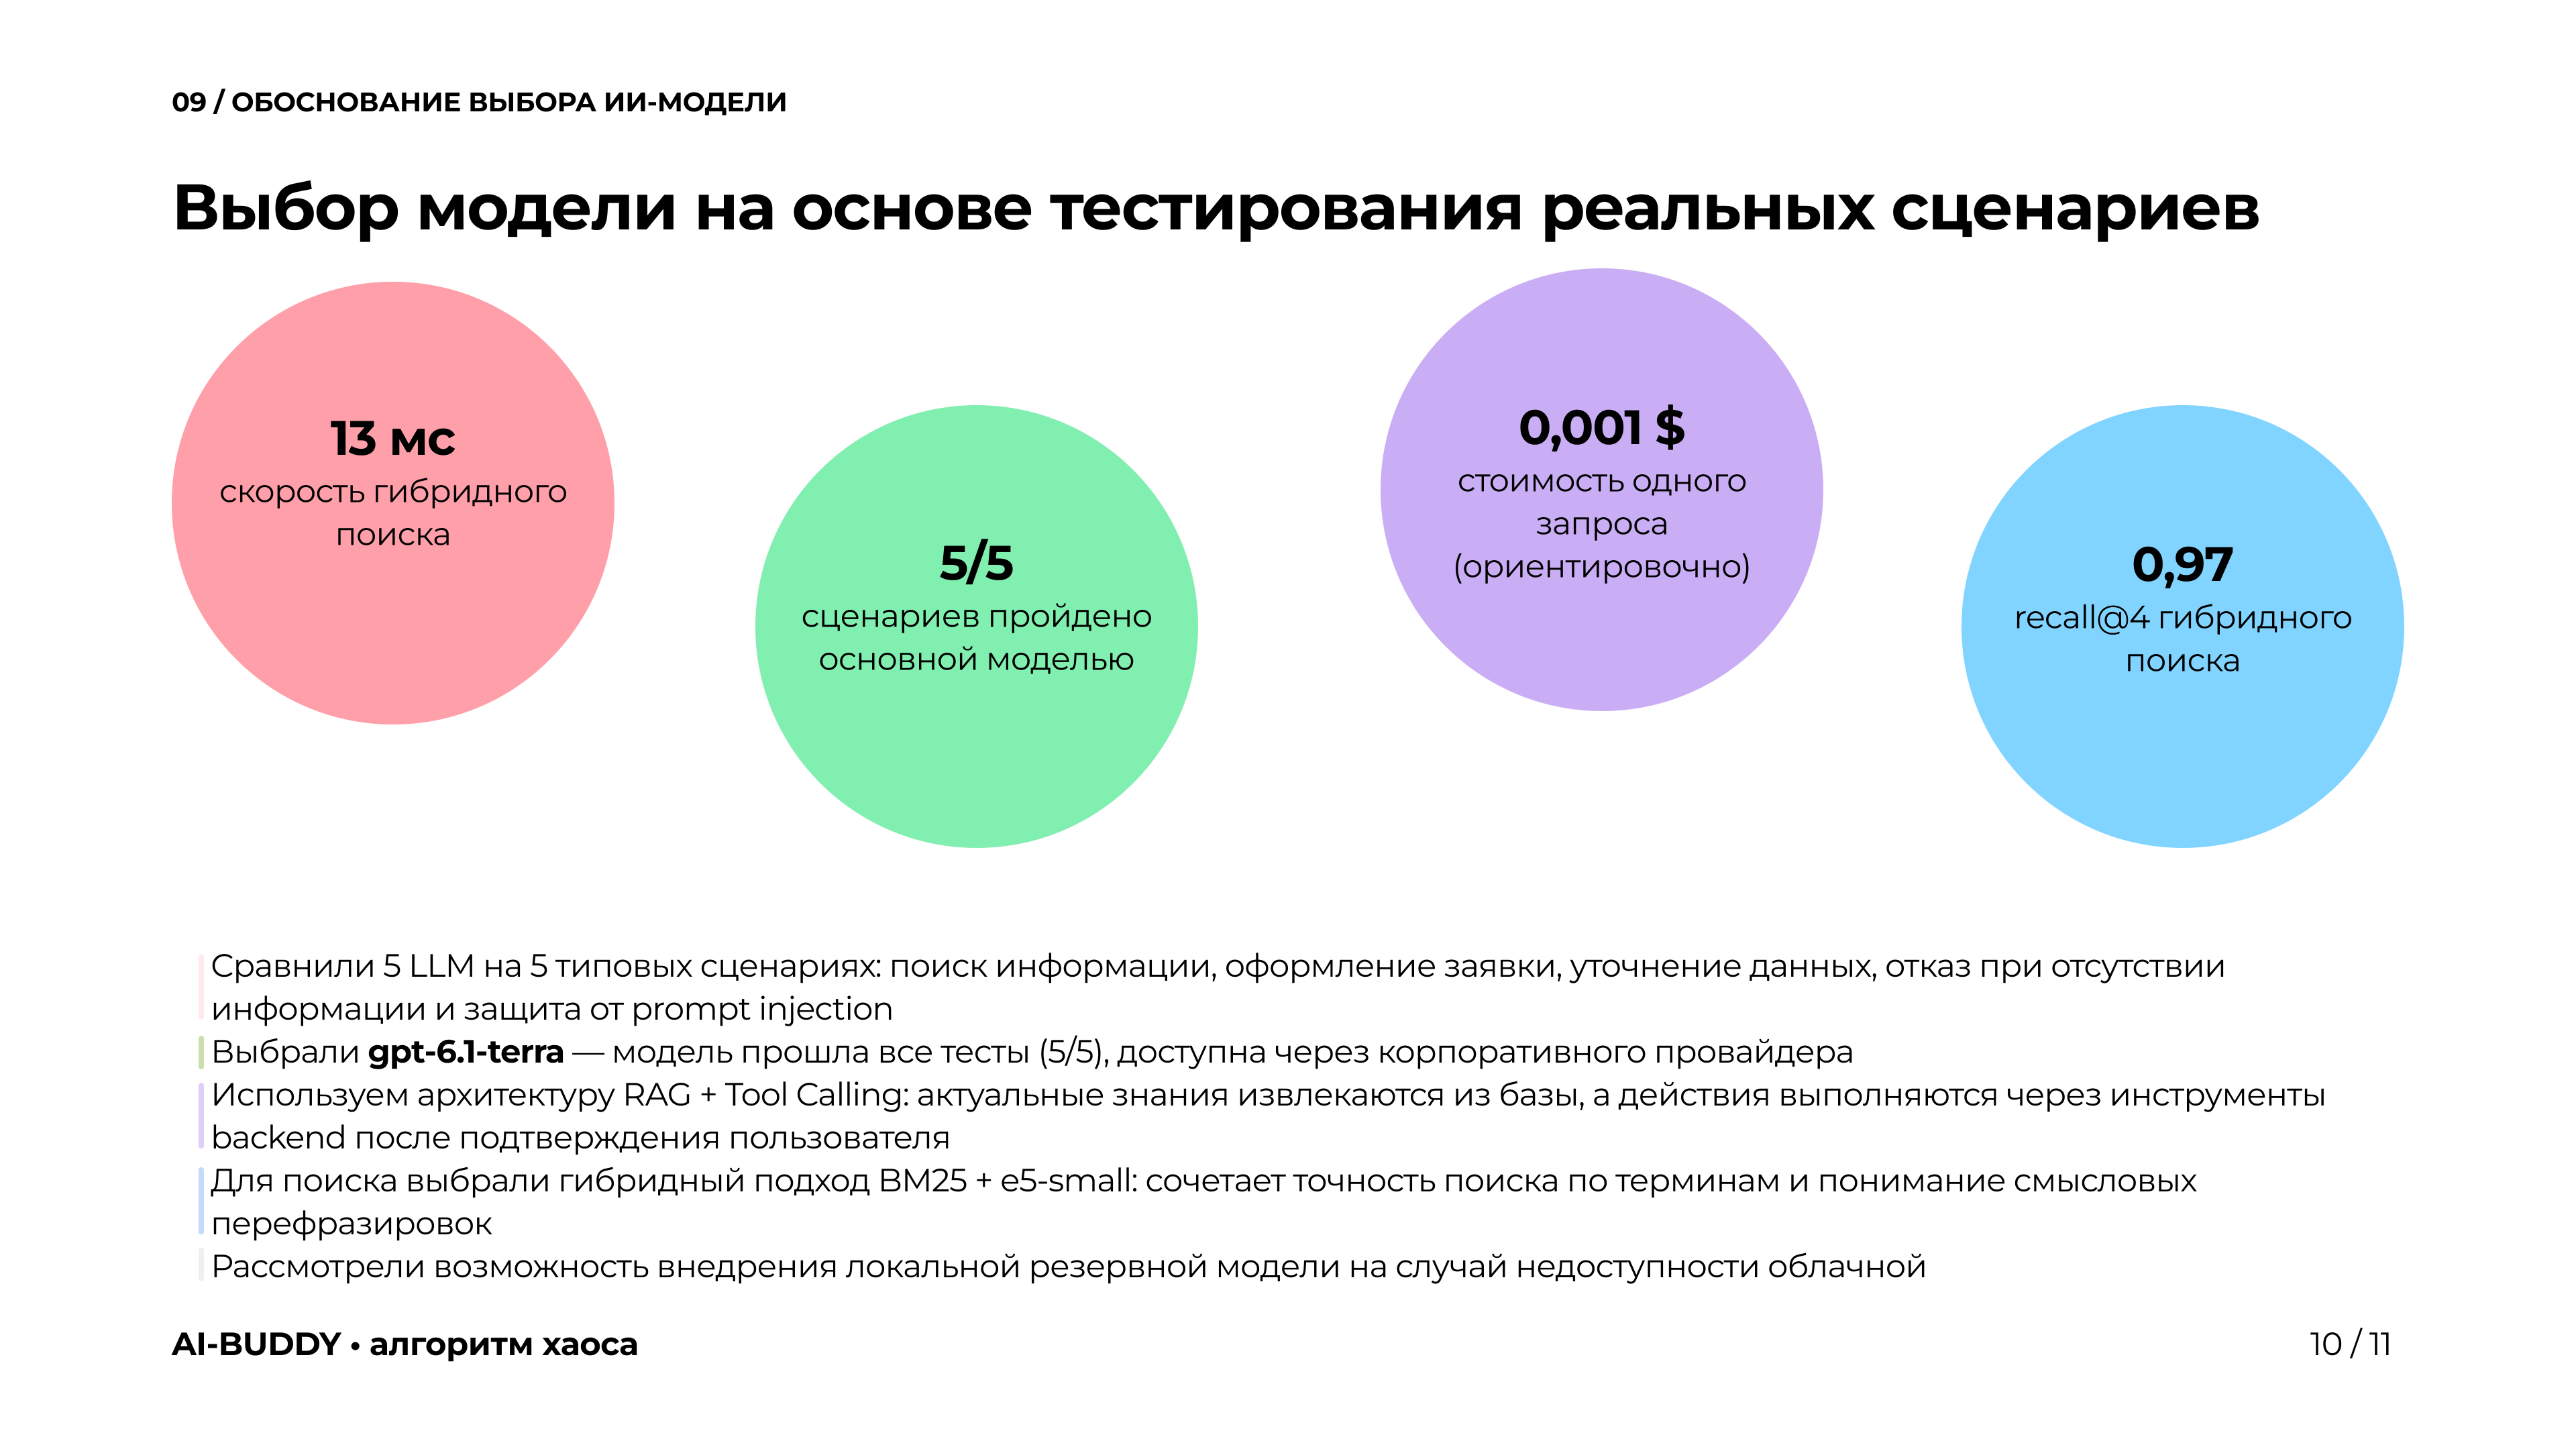 09 / ОБОСНОВАНИЕ ВЫБОРА ИИ-МОДЕЛИ
Выбор модели на основе тестирования реальных сценариев
13 мс
скорость гибридного
поиска
5/5
сценариев пройдено
основной моделью
0,001 $
стоимость одного
запроса
(ориентировочно)
0,97
recall@4 гибридного
поиска
Сравнили 5 LLM на 5 типовых сценариях: поиск информации, оформление заявки, уточнение данных, отказ при отсутствии
информации и защита от prompt injection
Выбрали gpt-6.1-terra — модель прошла все тесты (5/5), доступна через корпоративного провайдера
Используем архитектуру RAG + Tool Calling: актуальные знания извлекаются из базы, а действия выполняются через инструменты
backend после подтверждения пользователя
Для поиска выбрали гибридный подход BM25 + e5-small: сочетает точность поиска по терминам и понимание смысловых
перефразировок
Рассмотрели возможность внедрения локальной резервной модели на случай недоступности облачной
AI-BUDDY • алгоритм хаоса
10 / 11